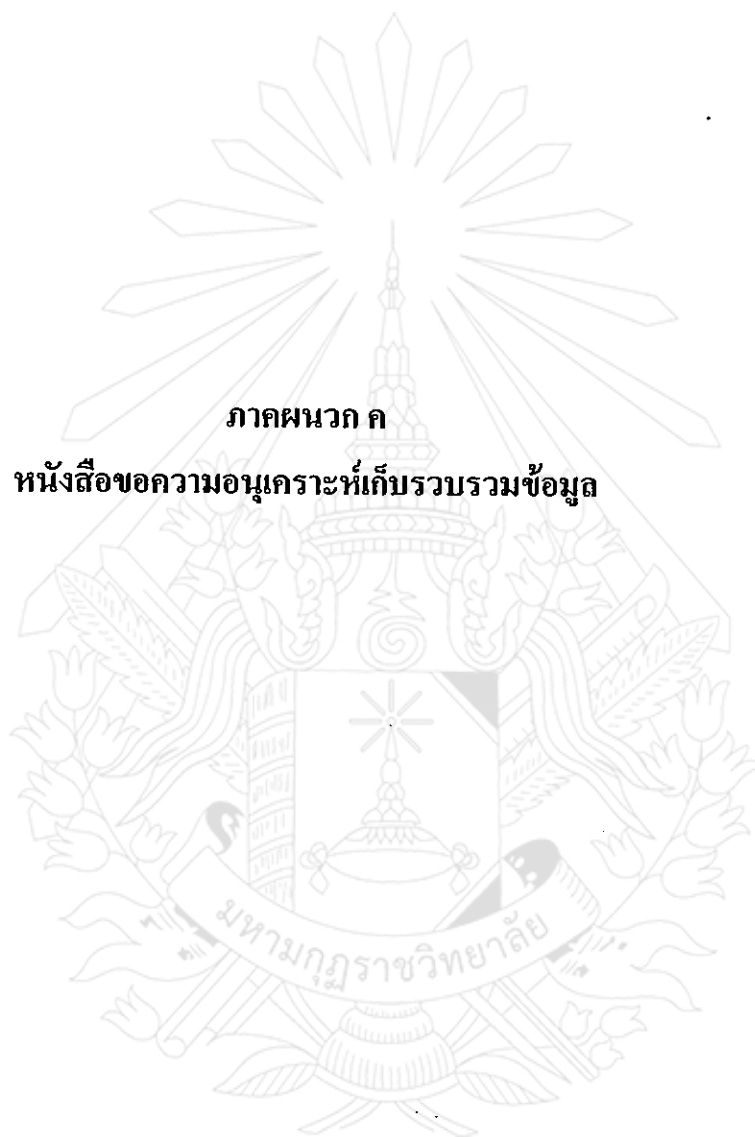 ภาคผนวก ค
หนังสือขอความอนุเคราะห์เก็บรวบรวมข้อมูล
มหามกุฏราชวิทยาลัย